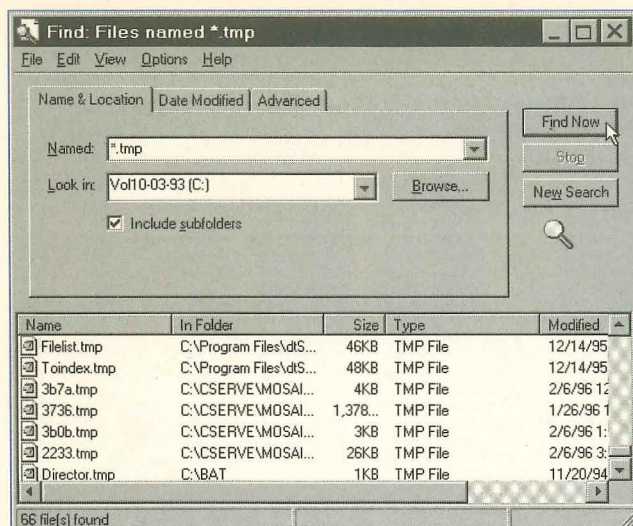 Find: Files named *.tmp
File Edit View Options Help
Name & Location Date Modified Advanced
Named: *.tmp
Look in: Vol10-03-93 (C:) Browse...
Include subfolders
Find Now
Stop
New Search
Name In Folder Size Type Modified
Filelist.tmp C:\Program Files\dtS... 46KB TMP File 12/14/95
Toindex.tmp C:\Program Files\dtS... 48KB TMP File 12/14/95
3b7a.tmp C:\CSERVE\MOSAI... 4KB TMP File 2/6/96 12
3736.tmp C:\CSERVE\MOSAI... 1,378... TMP File 1/26/96 1
3b0b.tmp C:\CSERVE\MOSAI... 3KB TMP File 2/6/96 1:
2233.tmp C:\CSERVE\MOSAI... 26KB TMP File 2/6/96 3:
Director.tmp C:\BAT 1KB TMP File 11/20/94
66 file(s) found